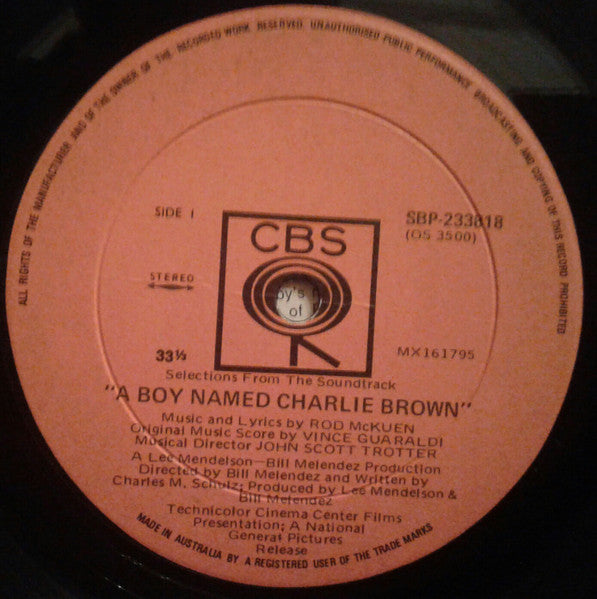 ALL RIGHTS OF THE MANUFACTURER AND OF THE OWNER OF THE RECORDED WORK RESERVED. UNAUTHORISED PUBLIC PERFORMANCE BROADCASTING AND COPYING OF THIS RECORD PROHIBITED
SIDE 1
SBP-233818
(OS 3500)
CBS
STEREO
oy's
of
33⅓
MX161795
Selections From The Soundtrack
"A BOY NAMED CHARLIE BROWN"
Music and Lyrics by ROD McKUEN
Original Music Score by VINCE GUARALDI
Musical Director JOHN SCOTT TROTTER
A Lee Mendelson—Bill Melendez Production
Directed by Bill Melendez and Written by
Charles M. Schulz; Produced by Lee Mendelson &
Bill Melendez
Technicolor Cinema Center Films
Presentation; A National
General Pictures
Release
MADE IN AUSTRALIA BY A REGISTERED USER OF THE TRADE MARKS